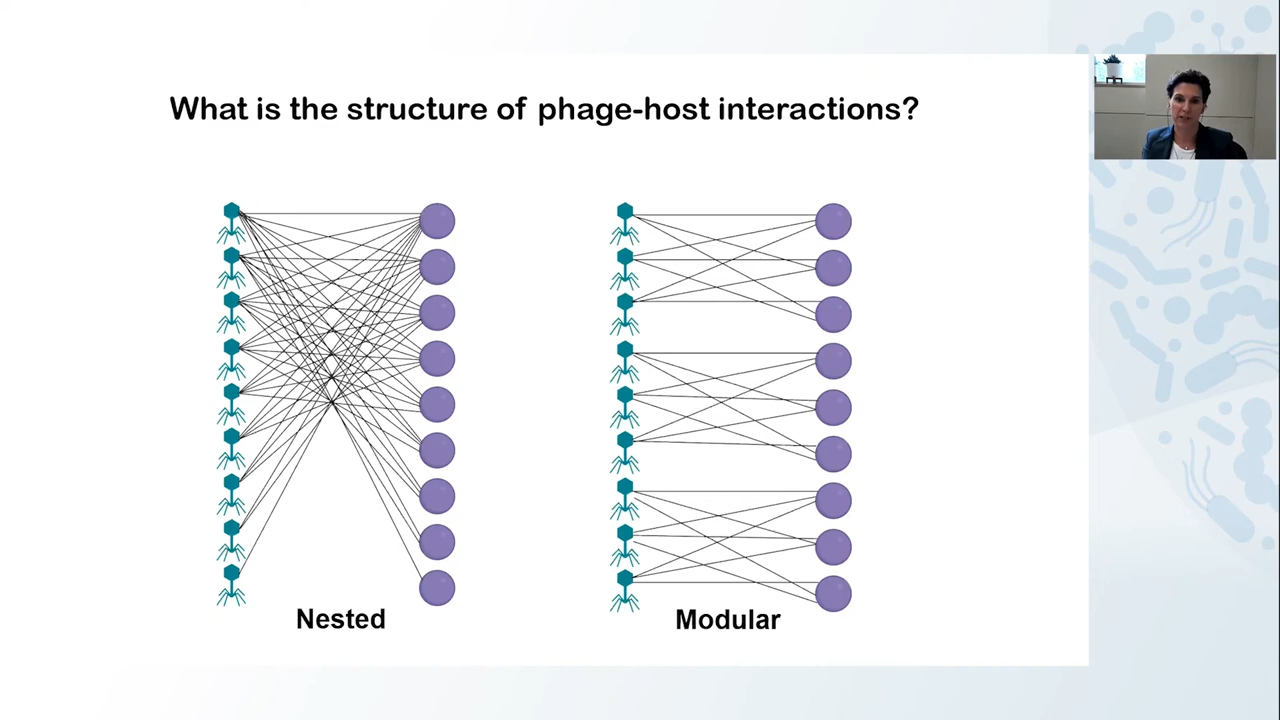 What is the structure of phage-host interactions?
Nested
Modular